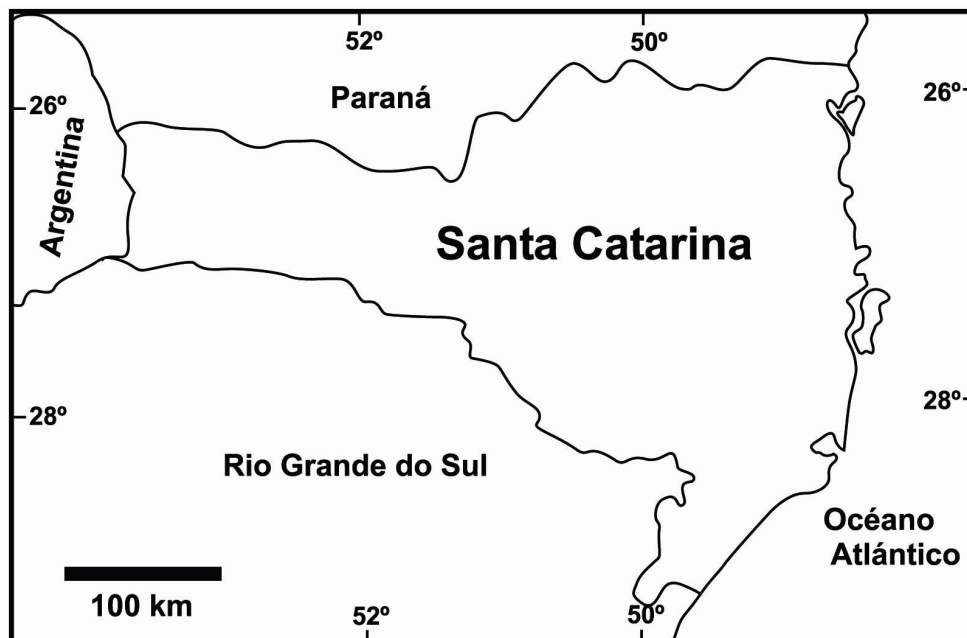 52º
50º
Paraná
26º
26º
Argentina
Santa Catarina
28º
28º
Rio Grande do Sul
Océano
Atlántico
100 km
52º
50º